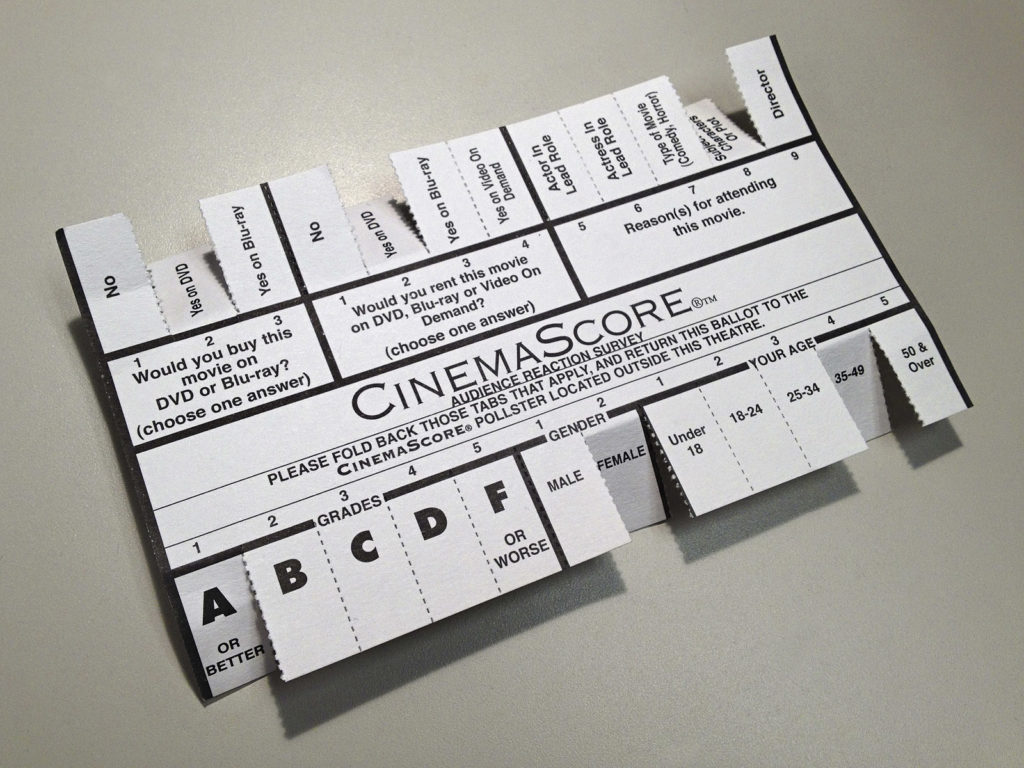 No
Yes on DVD
Yes on Blu-ray
No
Yes on DVD
Yes on Blu-ray
Yes on Video On
Demand
Actor In
Lead Role
Actress In
Lead Role
Type of Movie
(Comedy, Horror)
Characters
Or Plot
Director
1 2 3
Would you buy this
movie on
DVD or Blu-ray?
(choose one answer)
1 2 3 4
Would you rent this movie
on DVD, Blu-ray or Video On
Demand?
(choose one answer)
5 6 7 8 9
Reason(s) for attending
this movie.
CINEMASCORE®™
AUDIENCE REACTION SURVEY
PLEASE FOLD BACK THOSE TABS THAT APPLY, AND RETURN THIS BALLOT TO THE
CINEMASCORE® POLLSTER LOCATED OUTSIDE THIS THEATRE.
1 2 3 4 5
GRADES
1 2
GENDER
1 2 3 4 5
YOUR AGE
A
OR
BETTER
B
C
D
F
OR
WORSE
MALE
FEMALE
Under
18
18-24
25-34
35-49
50 &
Over